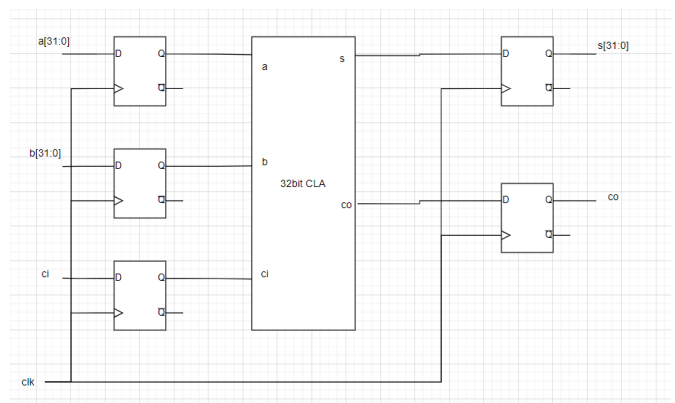 a[31:0]
D Q
Q
b[31:0]
D Q
Q
ci
D Q
Q
clk
a
s
b
32bit CLA
co
ci
D Q
s[31:0]
Q
D Q
co
Q